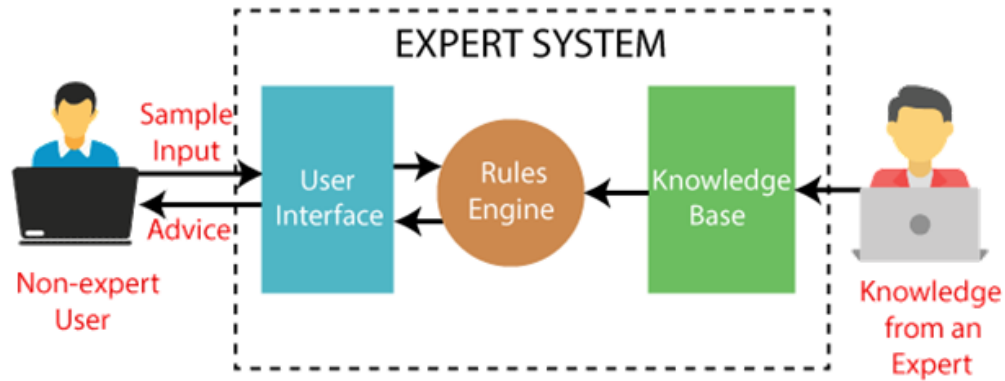 EXPERT SYSTEM
Sample
Input
Advice
Non-expert
User
User
Interface
Rules
Engine
Knowledge
Base
Knowledge
from an
Expert